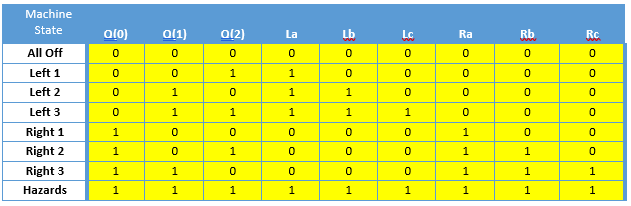 Machine State Q(0) Q(1) Q(2) La Lb Lc Ra Rb Rc
All Off 0 0 0 0 0 0 0 0 0
Left 1 0 0 1 1 0 0 0 0 0
Left 2 0 1 0 1 1 0 0 0 0
Left 3 0 1 1 1 1 1 0 0 0
Right 1 1 0 0 0 0 0 1 0 0
Right 2 1 0 1 0 0 0 1 1 0
Right 3 1 1 0 0 0 0 1 1 1
Hazards 1 1 1 1 1 1 1 1 1